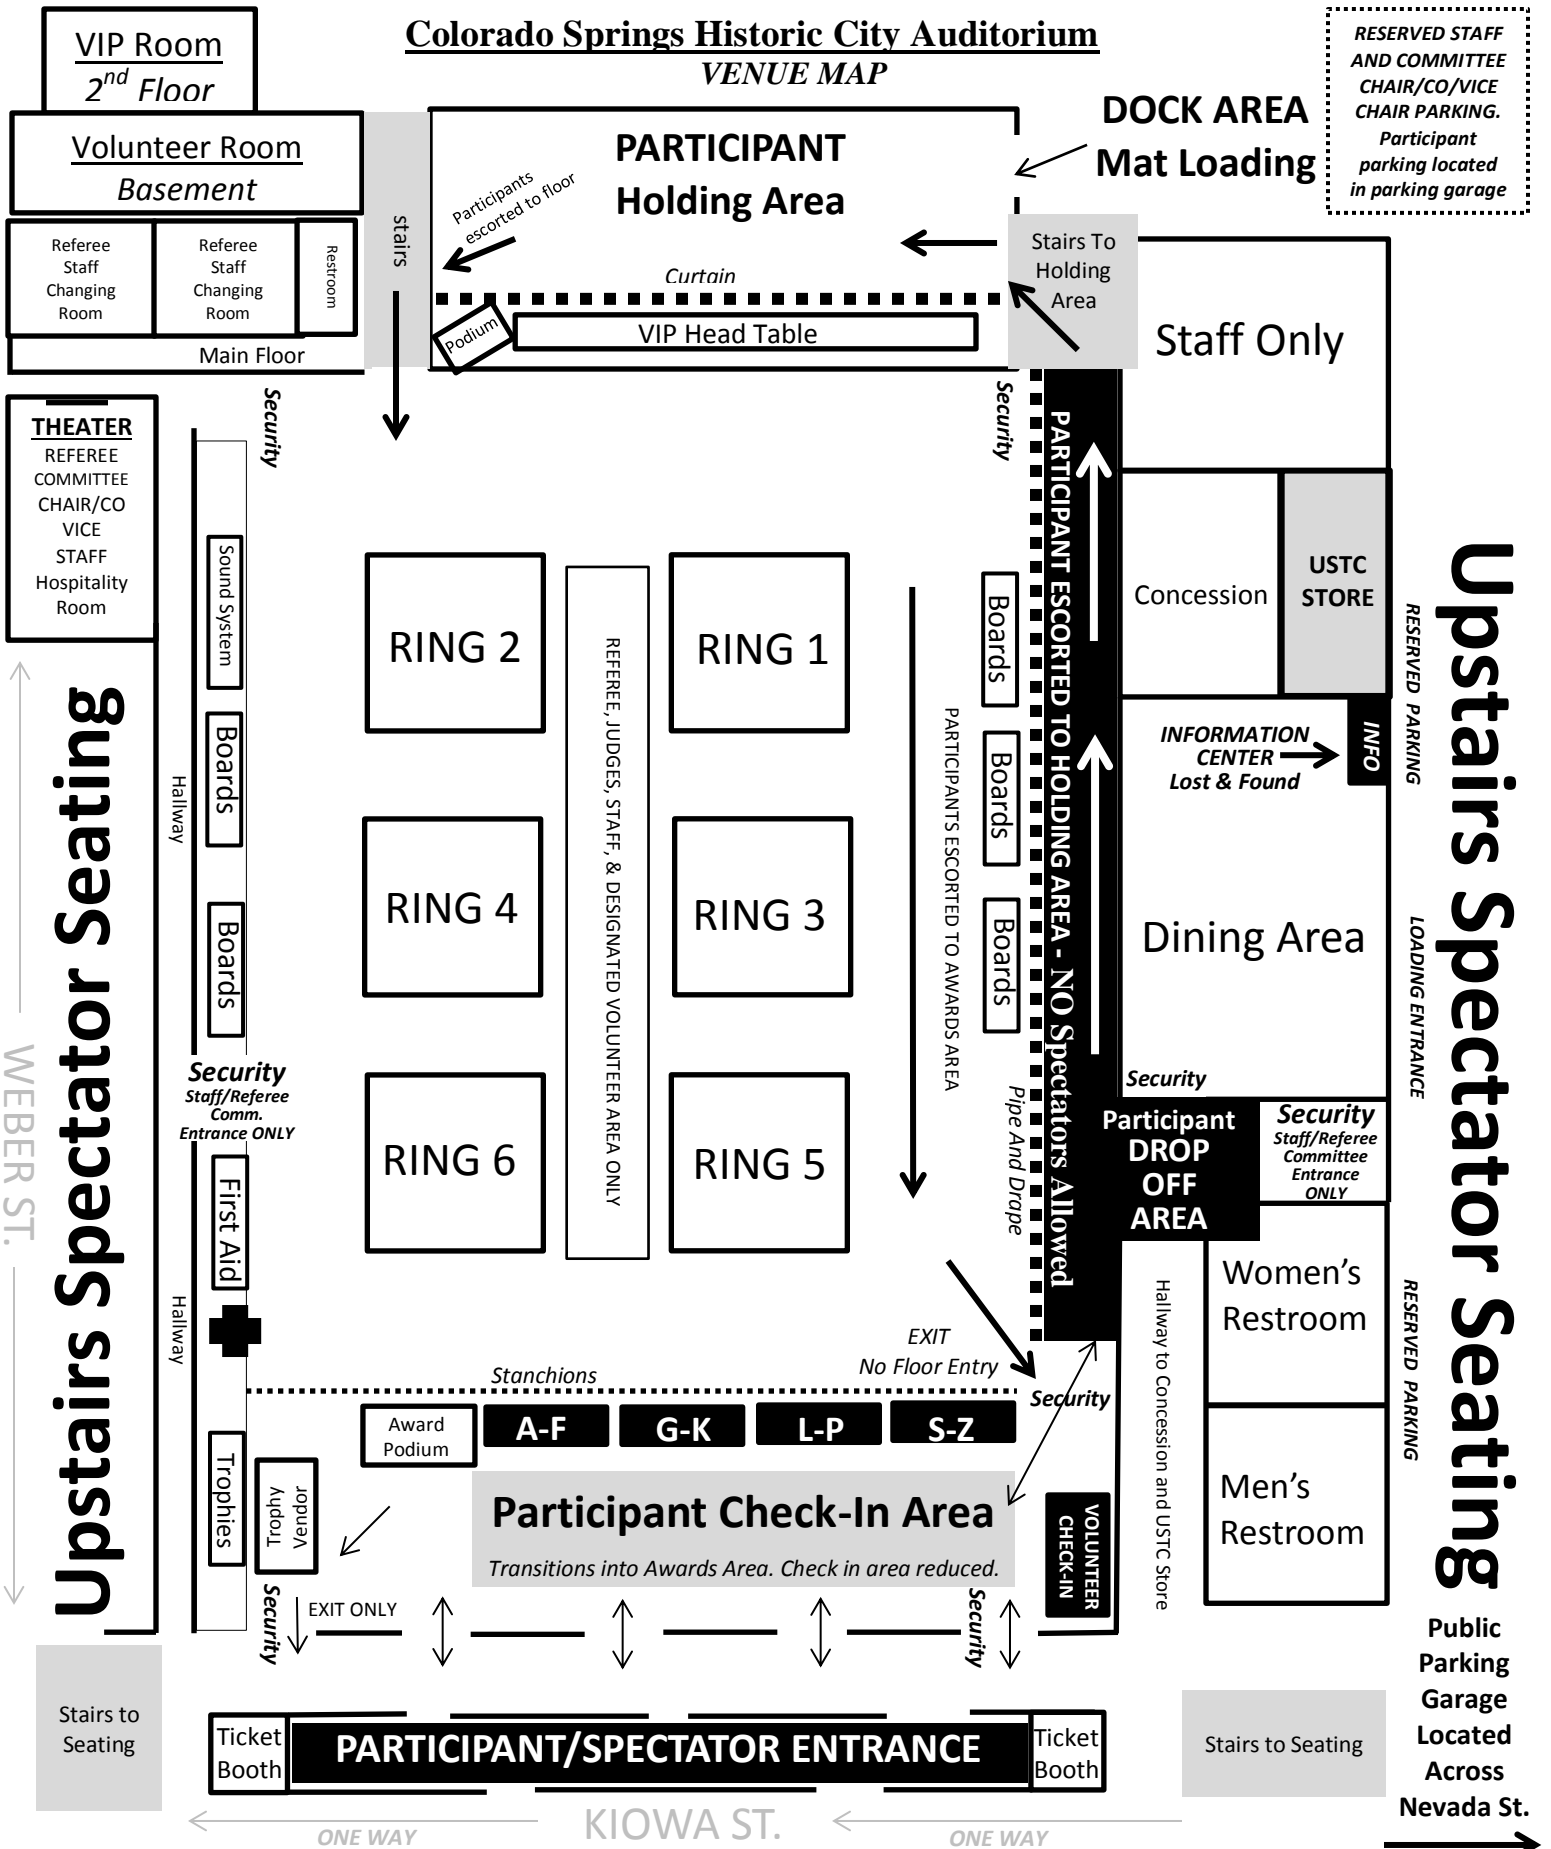 Colorado Springs Historic City Auditorium
VENUE MAP
VIP Room
2nd Floor
Volunteer Room
Basement
Referee
Staff
Changing
Room
Referee
Staff
Changing
Room
Restroom
Main Floor
stairs
PARTICIPANT
Holding Area
Participants
escorted to floor
Curtain
Podium
VIP Head Table
DOCK AREA
Mat Loading
RESERVED STAFF
AND COMMITTEE
CHAIR/CO/VICE
CHAIR PARKING.
Participant
parking located
in parking garage
Stairs To
Holding
Area
Staff Only
Security
Security
THEATER
REFEREE
COMMITTEE
CHAIR/CO
VICE
STAFF
Hospitality
Room
Sound System
Boards
Boards
Hallway
Security
Staff/Referee
Comm.
Entrance ONLY
First Aid
Hallway
Trophies
Upstairs Spectator Seating
WEBER ST.
RING 2
RING 1
RING 4
RING 3
RING 6
RING 5
REFEREE, JUDGES, STAFF, & DESIGNATED VOLUNTEER AREA ONLY
PARTICIPANTS ESCORTED TO AWARDS AREA
Boards
Boards
Boards
Pipe And Drape
PARTICIPANT ESCORTED TO HOLDING AREA - NO Spectators Allowed
Concession
USTC
STORE
INFORMATION
CENTER
Lost & Found
INFO
Dining Area
Security
Participant
DROP
OFF
AREA
Security
Staff/Referee
Committee
Entrance
ONLY
Women's
Restroom
Men's
Restroom
Hallway to Concession and USTC Store
RESERVED PARKING
LOADING ENTRANCE
RESERVED PARKING
Upstairs Spectator Seating
EXIT
No Floor Entry
Stanchions
Security
Award
Podium
A-F
G-K
L-P
S-Z
Trophy
Vendor
Participant Check-In Area
Transitions into Awards Area. Check in area reduced.
VOLUNTEER
CHECK-IN
Security
EXIT ONLY
Security
Stairs to
Seating
Ticket
Booth
PARTICIPANT/SPECTATOR ENTRANCE
Ticket
Booth
Stairs to Seating
Public
Parking
Garage
Located
Across
Nevada St.
ONE WAY
KIOWA ST.
ONE WAY